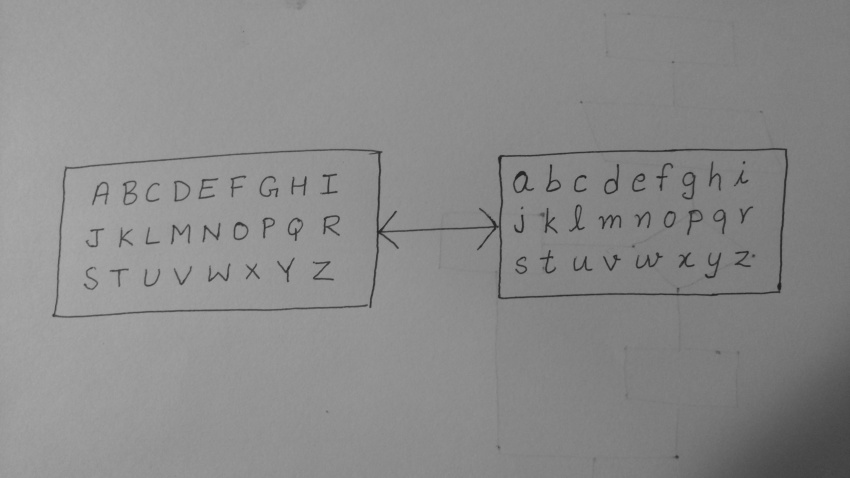 A B C D E F G H I
J K L M N O P Q R
S T U V W X Y Z
a b c d e f g h i
j k l m n o p q r
s t u v w x y z